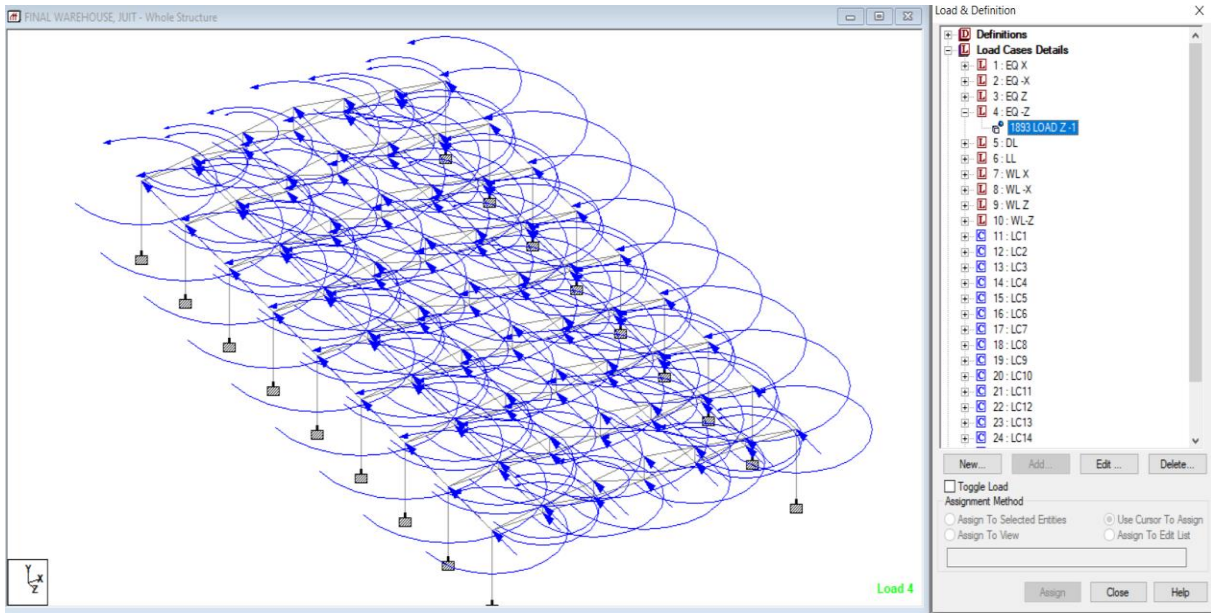 FINAL WAREHOUSE, JUIT - Whole Structure
Y
X
Z
Load 4
Load & Definition
D Definitions
L Load Cases Details
L 1 : EQ X
L 2 : EQ -X
L 3 : EQ Z
L 4 : EQ -Z
1893 LOAD Z -1
L 5 : DL
L 6 : LL
L 7 : WL X
L 8 : WL -X
L 9 : WL Z
L 10 : WL-Z
C 11 : LC1
C 12 : LC2
C 13 : LC3
C 14 : LC4
C 15 : LC5
C 16 : LC6
C 17 : LC7
C 18 : LC8
C 19 : LC9
C 20 : LC10
C 21 : LC11
C 22 : LC12
C 23 : LC13
C 24 : LC14
New... Add... Edit ... Delete...
Toggle Load
Assignment Method
Assign To Selected Entities Use Cursor To Assign
Assign To View Assign To Edit List
Assign Close Help